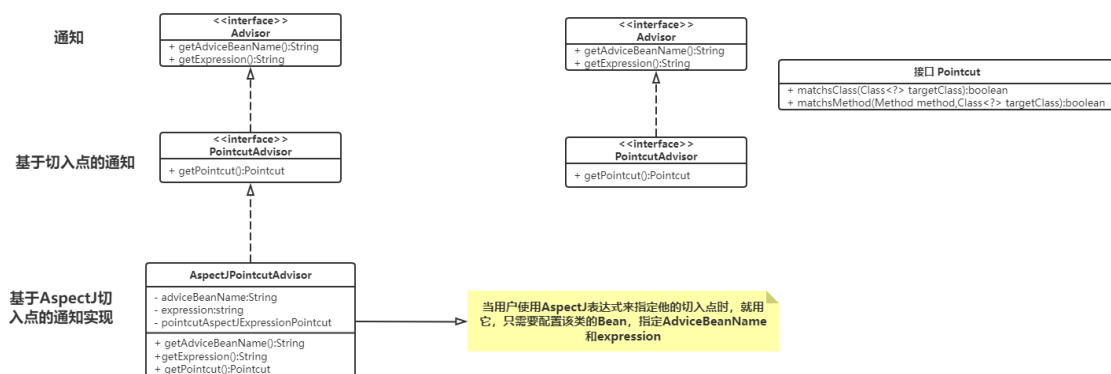 通知
<<interface>>
Advisor
+ getAdviceBeanName():String
+ getExpression():String
基于切入点的通知
<<interface>>
PointcutAdvisor
+ getPointcut():Pointcut
基于AspectJ切
入点的通知实现
AspectJPointcutAdvisor
- adviceBeanName:String
- expression:string
- pointcutAspectJExpressionPointcut
+ getAdviceBeanName():String
+getExpression():String
+ getPointcut():Pointcut
当用户使用AspectJ表达式来指定他的切入点时，就用
它，只需要配置该类的Bean，指定AdviceBeanName
和expression
<<interface>>
Advisor
+ getAdviceBeanName():String
+ getExpression():String
<<interface>>
PointcutAdvisor
+ getPointcut():Pointcut
接口 Pointcut
+ matchsClass(Class<?> targetClass):boolean
+ matchsMethod(Method method,Class<?> targetClass):boolean